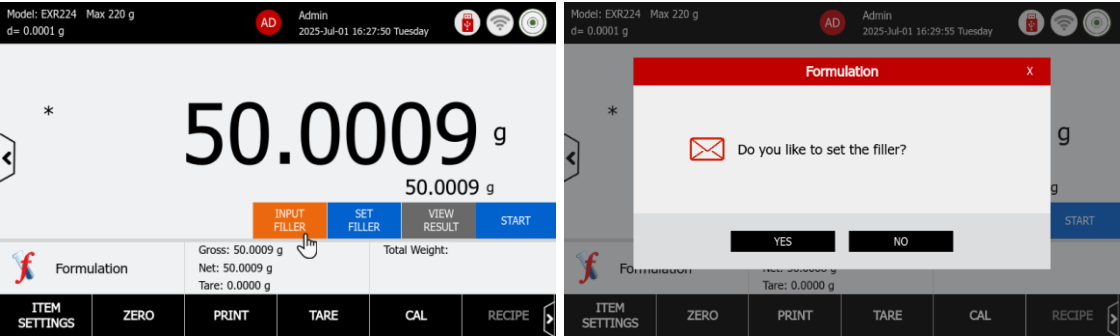 Model: EXR224 Max 220 g
d= 0.0001 g
AD
Admin
2025-Jul-01 16:27:50 Tuesday
*
50.0009 g
50.0009 g
INPUT
FILLER
SET
FILLER
VIEW
RESULT
START
Formulation
Gross: 50.0009 g
Net: 50.0009 g
Tare: 0.0000 g
Total Weight:
ITEM
SETTINGS
ZERO
PRINT
TARE
CAL
RECIPE
Model: EXR224 Max 220 g
d= 0.0001 g
AD
Admin
2025-Jul-01 16:29:55 Tuesday
Formulation
X
*
g
Do you like to set the filler?
g
START
YES
NO
Formulation
Tare: 0.0000 g
ITEM
SETTINGS
ZERO
PRINT
TARE
CAL
RECIPE